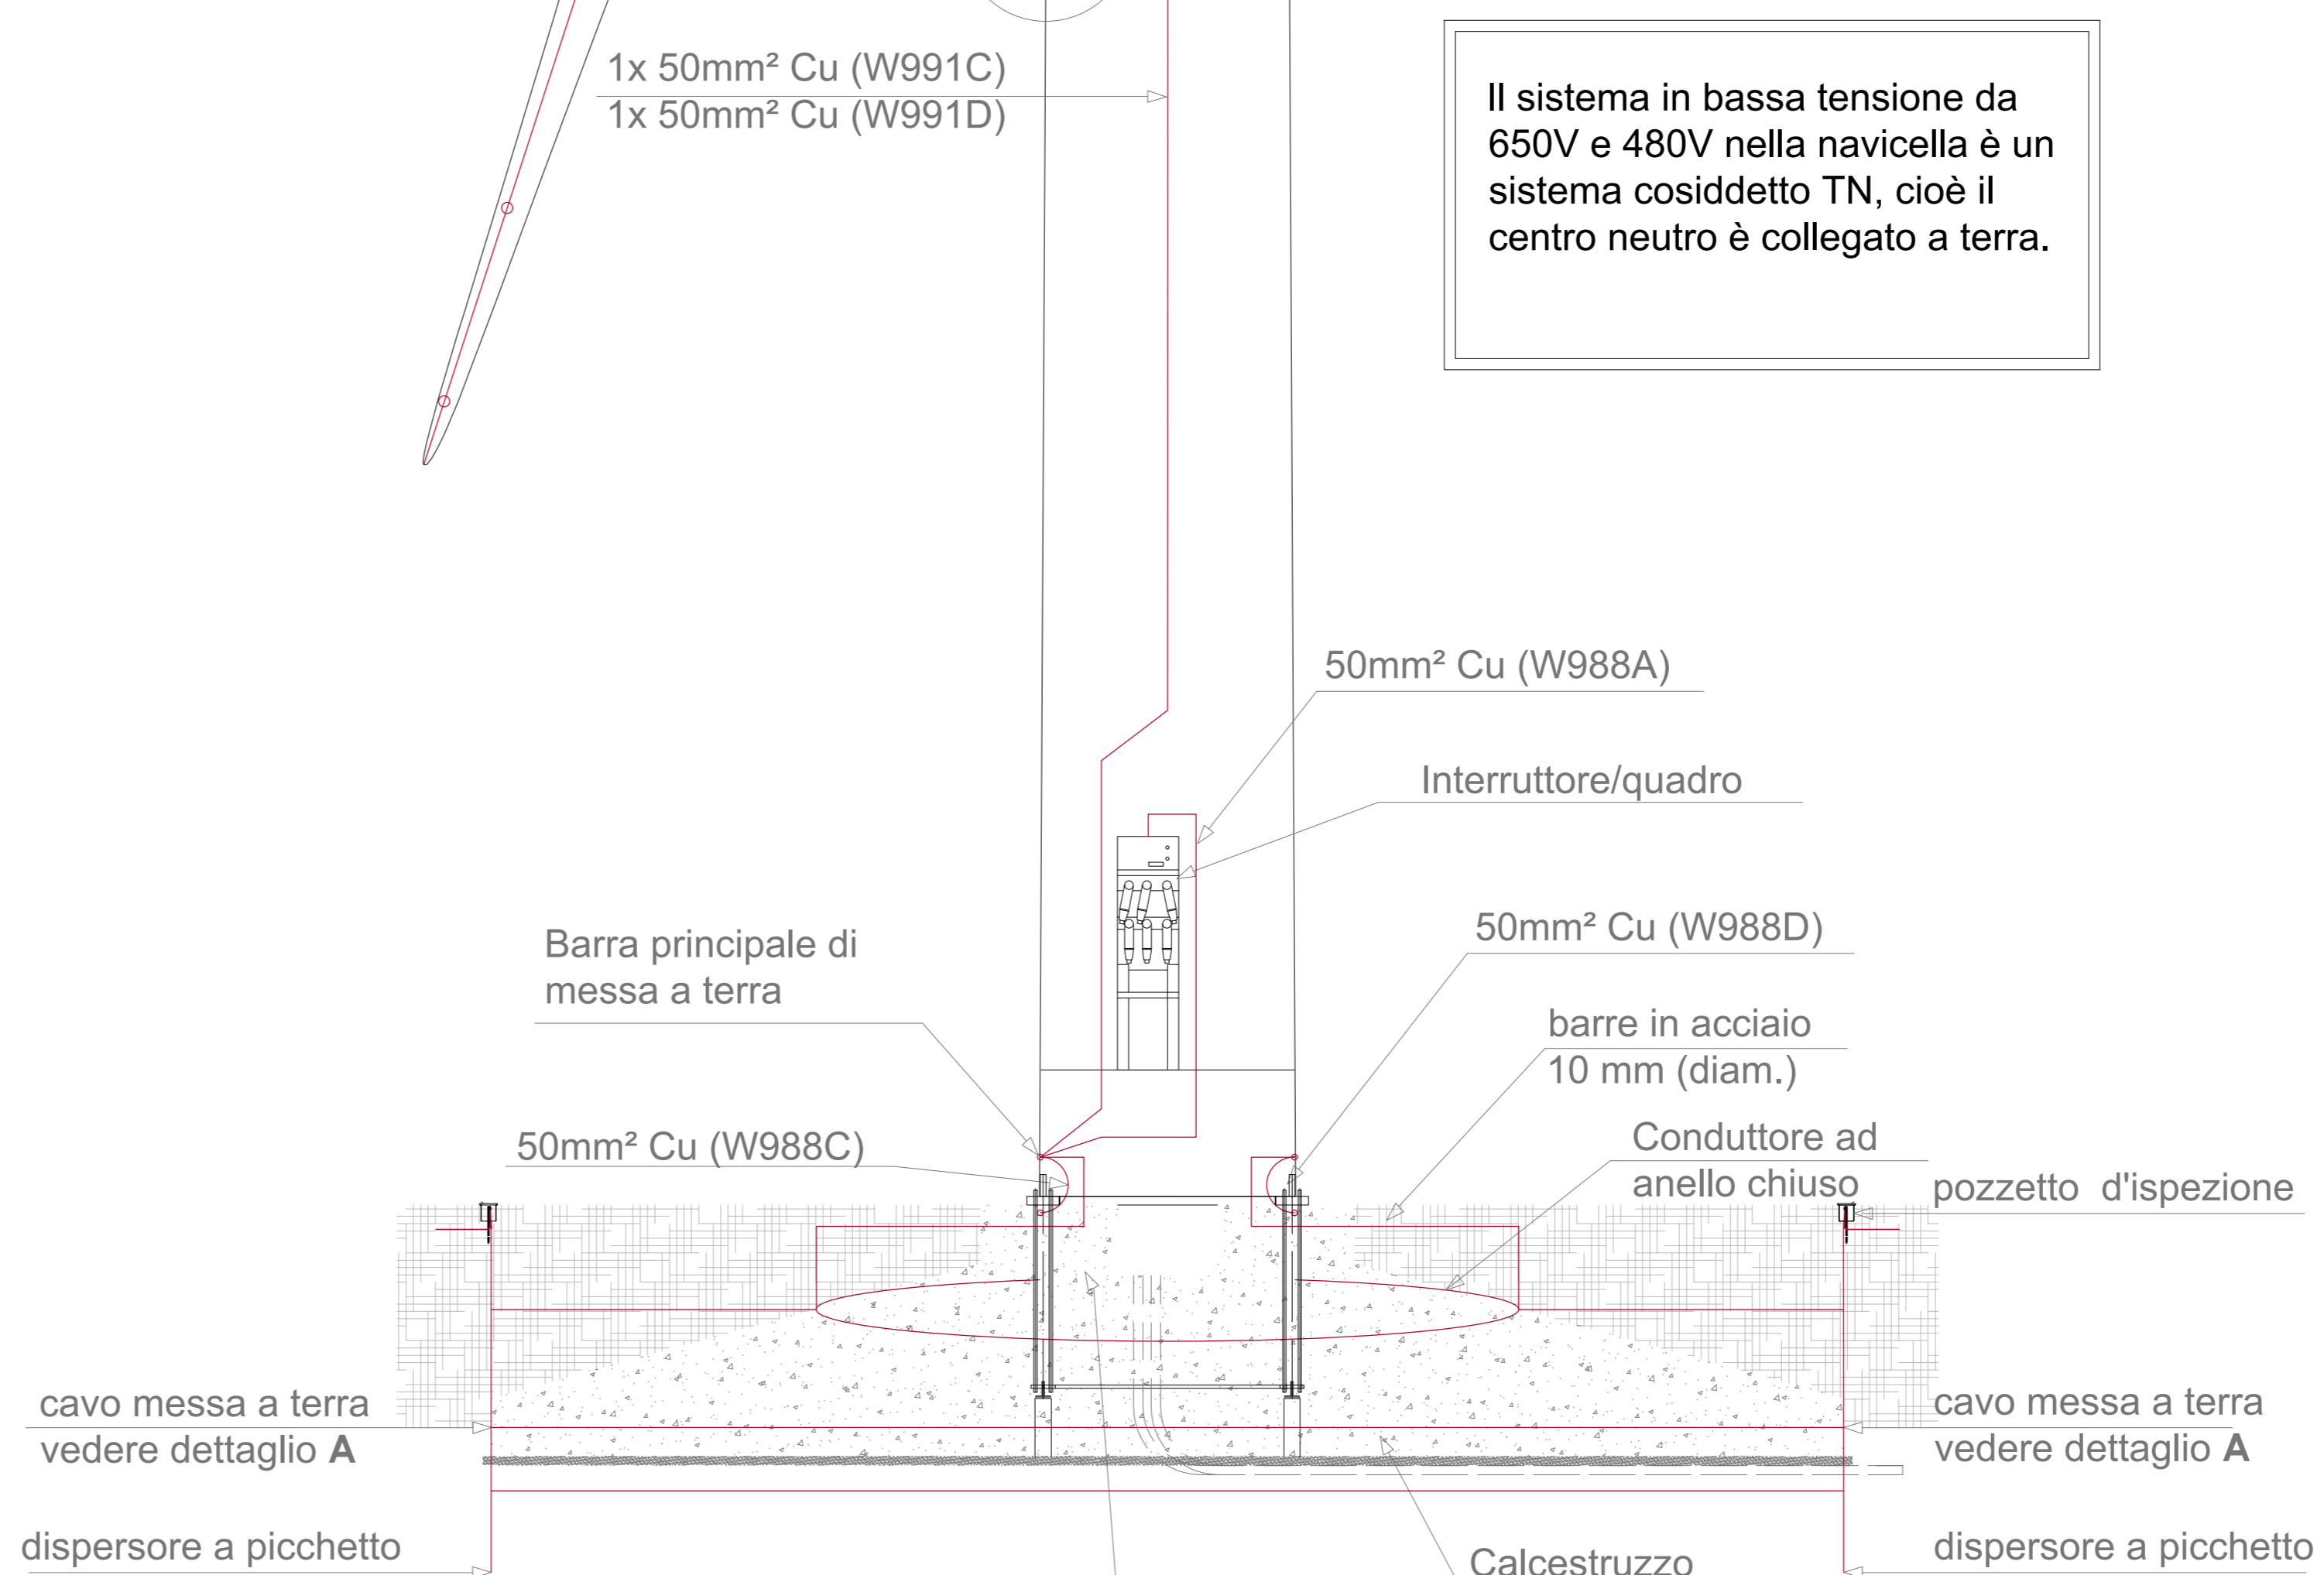 1x 50mm² Cu (W991C)
1x 50mm² Cu (W991D)
Il sistema in bassa tensione da
650V e 480V nella navicella è un
sistema cosiddetto TN, cioè il
centro neutro è collegato a terra.
50mm² Cu (W988A)
Interruttore/quadro
50mm² Cu (W988D)
Barra principale di
messa a terra
barre in acciaio
10 mm (diam.)
50mm² Cu (W988C)
Conduttore ad
anello chiuso
pozzetto d'ispezione
cavo messa a terra
vedere dettaglio A
cavo messa a terra
vedere dettaglio A
dispersore a picchetto
Calcestruzzo
dispersore a picchetto